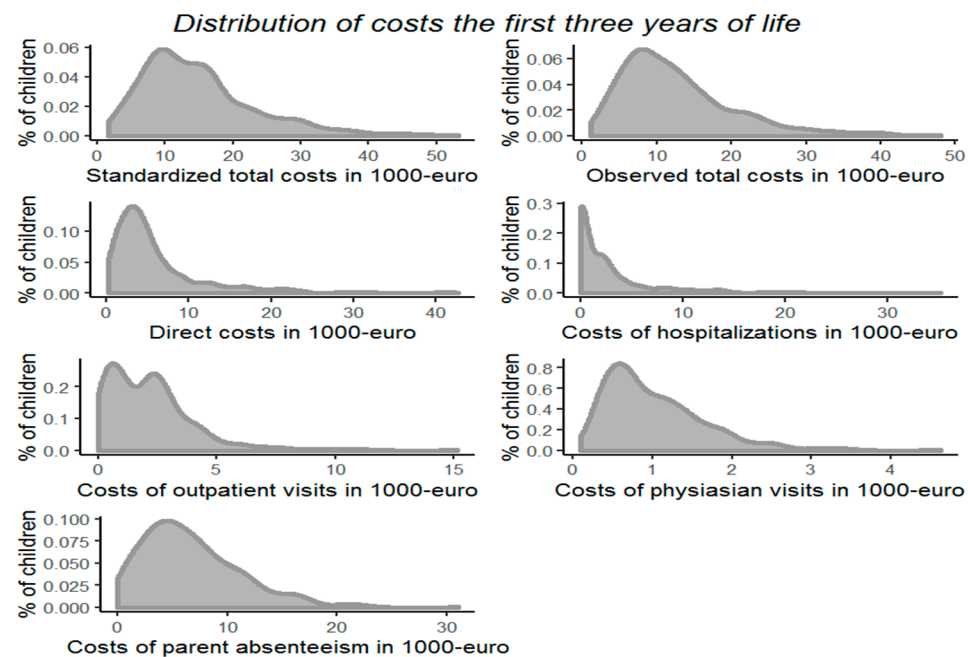 Distribution of costs the first three years of life
% of children
0.06
0.04
0.02
0.00
0 10 20 30 40 50
Standardized total costs in 1000-euro
% of children
0.06
0.04
0.02
0.00
0 10 20 30 40 50
Observed total costs in 1000-euro
% of children
0.10
0.05
0.00
0 10 20 30 40
Direct costs in 1000-euro
% of children
0.3
0.2
0.1
0.0
0 10 20 30
Costs of hospitalizations in 1000-euro
% of children
0.2
0.1
0.0
0 5 10 15
Costs of outpatient visits in 1000-euro
% of children
0.8
0.6
0.4
0.2
0.0
0 1 2 3 4
Costs of physiasian visits in 1000-euro
% of children
0.100
0.075
0.050
0.025
0.000
0 10 20 30
Costs of parent absenteeism in 1000-euro